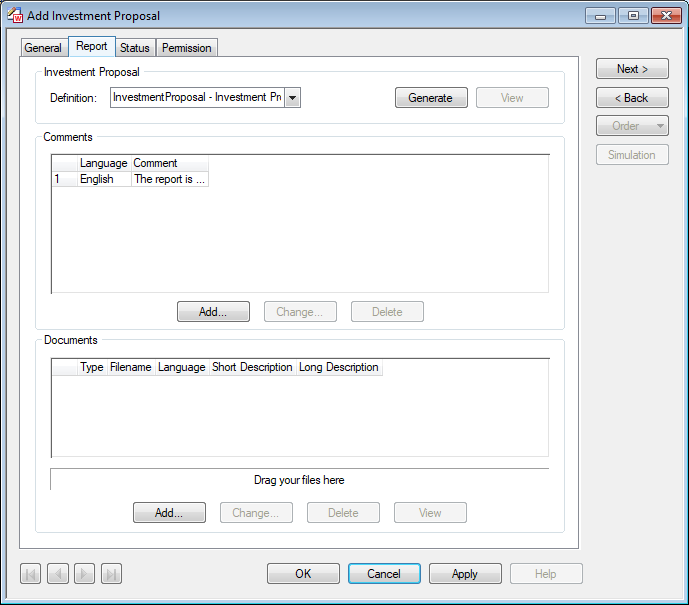 Add Investment Proposal
General Report Status Permission
Investment Proposal
Definition: InvestmentProposal - Investment Pr Generate View
Next >
< Back
Order
Simulation
Comments
Language Comment
1 English The report is ...
Add... Change... Delete
Documents
Type Filename Language Short Description Long Description
Drag your files here
Add... Change... Delete View
OK Cancel Apply Help